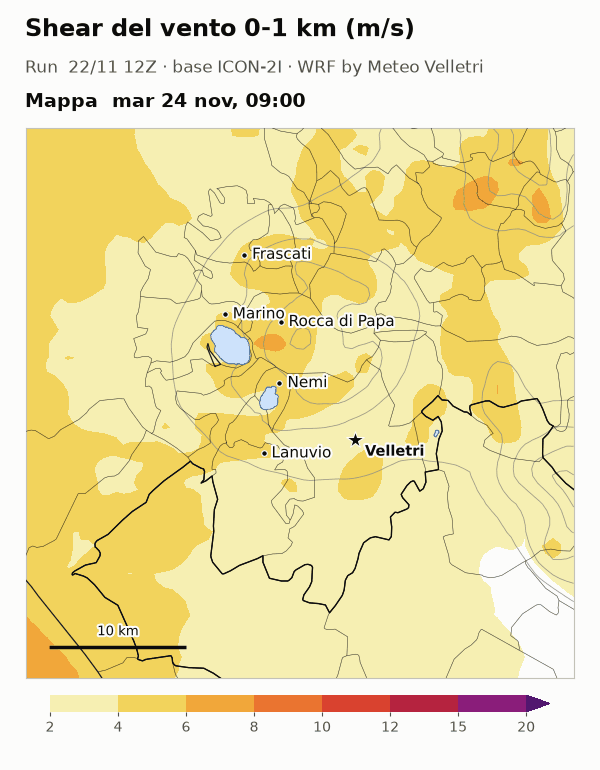 Shear del vento 0-1 km (m/s)
Run  22/11 12Z · base ICON-2I · WRF by Meteo Velletri
Mappa  mar 24 nov, 09:00
Frascati
Marino
Rocca di Papa
Nemi
Velletri
Lanuvio
10 km
2 4 6 8 10 12 15 20